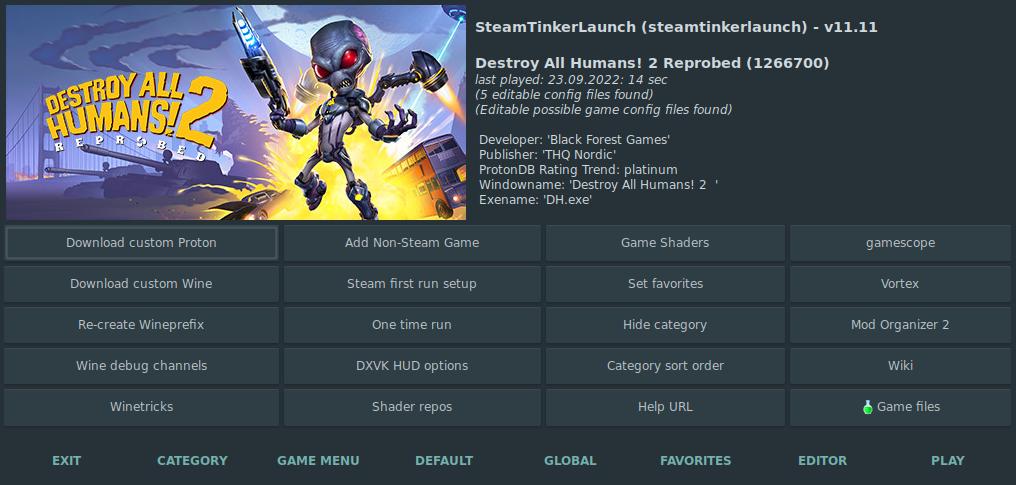 DESTROY ALL
HUMANS! 2
REPROBED
SteamTinkerLaunch (steamtinkerlaunch) - v11.11
Destroy All Humans! 2 Reprobed (1266700)
last played: 23.09.2022: 14 sec
(5 editable config files found)
(Editable possible game config files found)
Developer: 'Black Forest Games'
Publisher: 'THQ Nordic'
ProtonDB Rating Trend: platinum
Windowname: 'Destroy All Humans! 2  '
Exename: 'DH.exe'
Download custom Proton
Add Non-Steam Game
Game Shaders
gamescope
Download custom Wine
Steam first run setup
Set favorites
Vortex
Re-create Wineprefix
One time run
Hide category
Mod Organizer 2
Wine debug channels
DXVK HUD options
Category sort order
Wiki
Winetricks
Shader repos
Help URL
Game files
EXIT
CATEGORY
GAME MENU
DEFAULT
GLOBAL
FAVORITES
EDITOR
PLAY